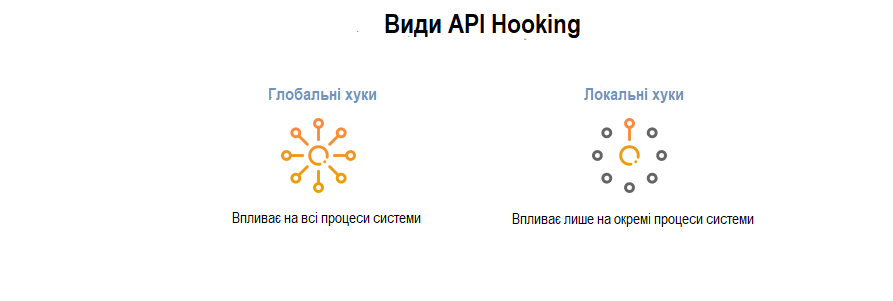 Види API Hooking
Глобальні хуки
Локальні хуки
Впливає на всі процеси системи
Впливає лише на окремі процеси системи